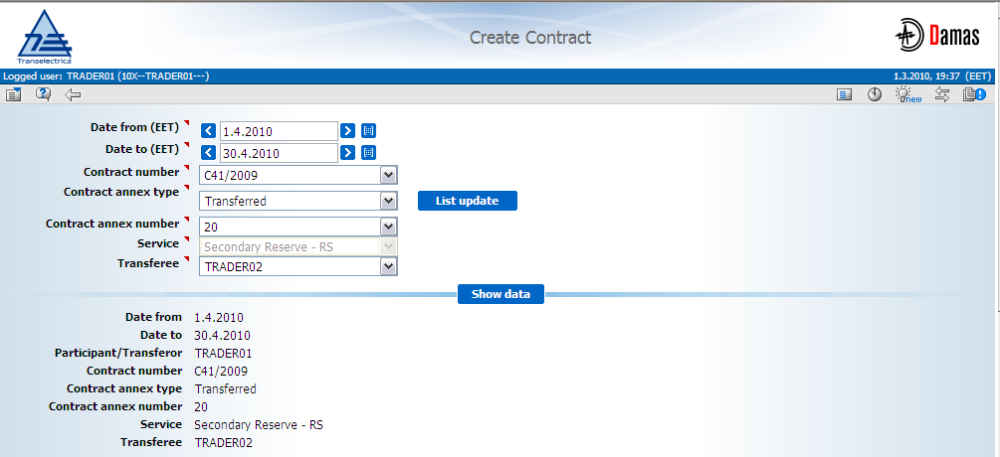 Transelectrica
Create Contract
Damas
Logged user: TRADER01 (10X--TRADER01---)
1.3.2010, 19:37 (EET)
new
Date from (EET) 1.4.2010
Date to (EET) 30.4.2010
Contract number C41/2009
Contract annex type Transferred List update
Contract annex number 20
Service Secondary Reserve - RS
Transferee TRADER02
Show data
Date from 1.4.2010
Date to 30.4.2010
Participant/Transferor TRADER01
Contract number C41/2009
Contract annex type Transferred
Contract annex number 20
Service Secondary Reserve - RS
Transferee TRADER02